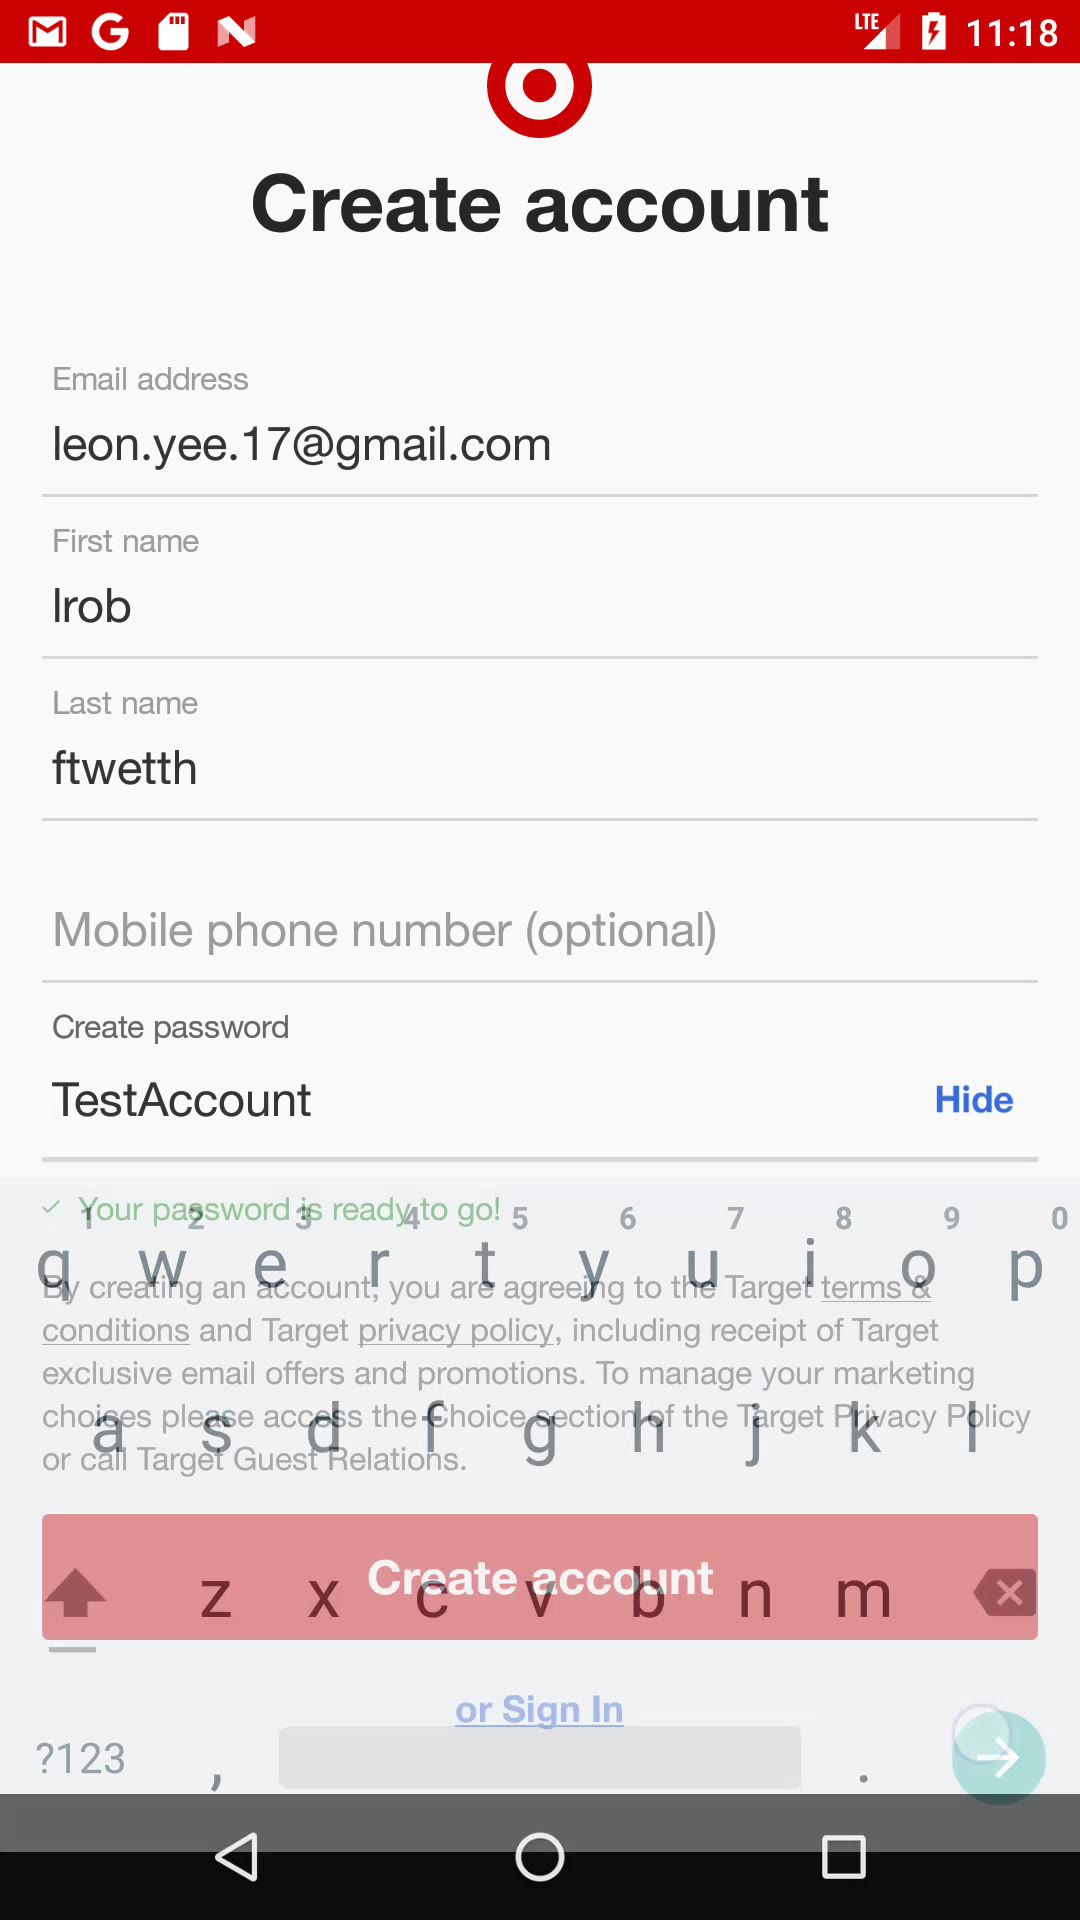 LTE 11:18
Create account
Email address
leon.yee.17@gmail.com
First name
lrob
Last name
ftwetth
Mobile phone number (optional)
Create password
TestAccount Hide
Your password is ready to go!
1 2 3 4 5 6 7 8 9 0
q w e r t y u i o p
By creating an account, you are agreeing to the Target terms &
conditions and Target privacy policy, including receipt of Target
exclusive email offers and promotions. To manage your marketing
choises please access the Choice section of the Target Privacy Policy
a s d f g h j k l
or call Target Guest Relations.
Create account
z x c v b n m
or Sign In
?123 , .